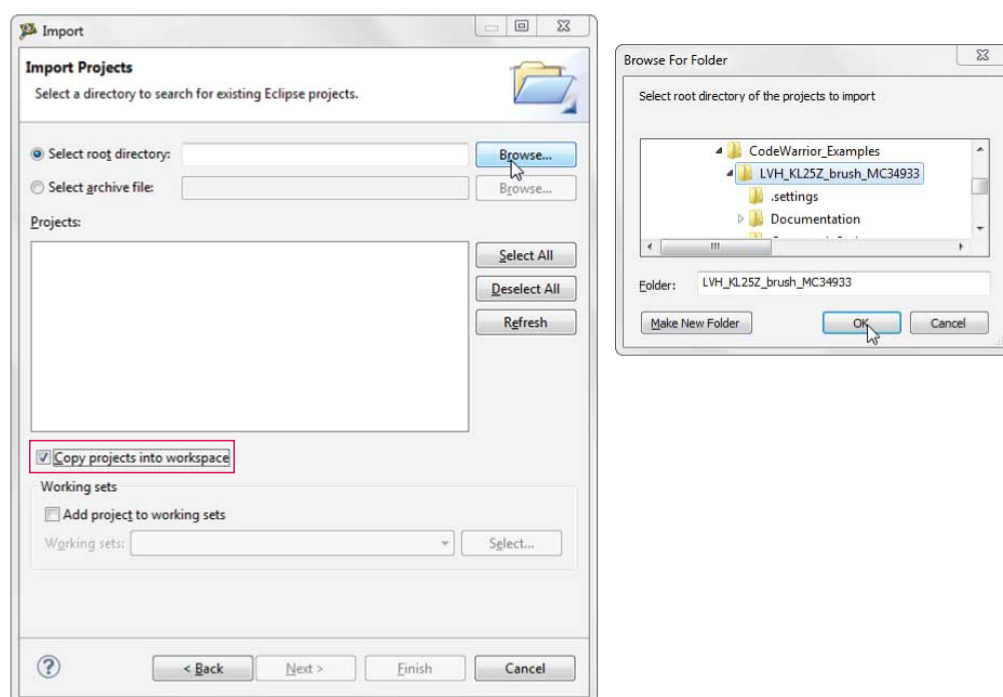 Import
Import Projects
Select a directory to search for existing Eclipse projects.
Select root directory:
Browse...
Select archive file:
Browse...
Projects:
Select All
Deselect All
Refresh
Copy projects into workspace
Working sets
Add project to working sets
Working sets:
Select...
< Back
Next >
Finish
Cancel
Browse For Folder
Select root directory of the projects to import
CodeWarrior_Examples
LVH_KL25Z_brush_MC34933
.settings
Documentation
Folder:
LVH_KL25Z_brush_MC34933
Make New Folder
OK
Cancel